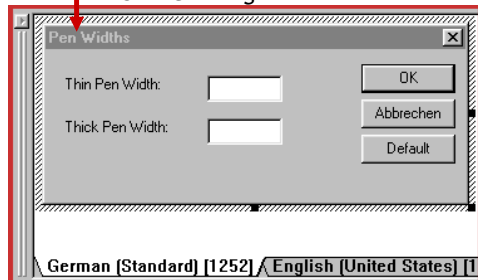 Pen Widths
Thin Pen Width:
OK
Abbrechen
Thick Pen Width:
Default
German (Standard) [1252]
English (United States) [1